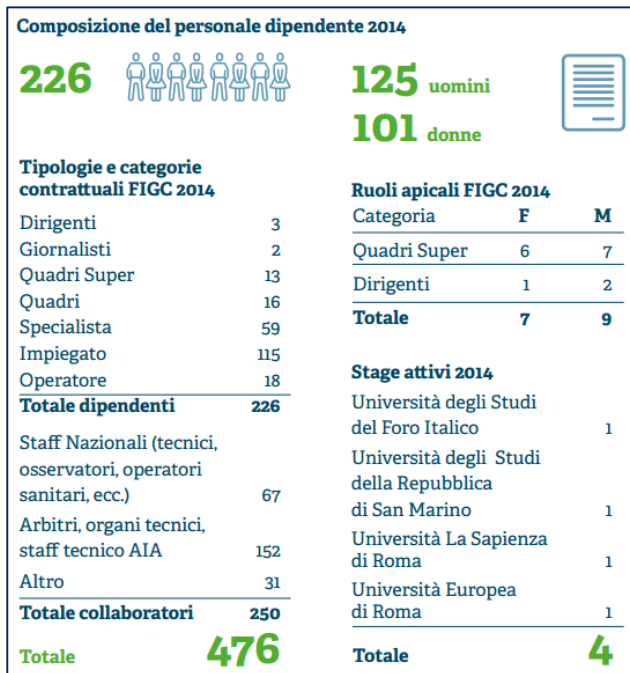 Composizione del personale dipendente 2014
226
Tipologie e categorie
contrattuali FIGC 2014
Dirigenti 3
Giornalisti 2
Quadri Super 13
Quadri 16
Specialista 59
Impiegato 115
Operatore 18
Totale dipendenti 226
Staff Nazionali (tecnici,
osservatori, operatori
sanitari, ecc.) 67
Arbitri, organi tecnici,
staff tecnico AIA 152
Altro 31
Totale collaboratori 250
Totale 476
125 uomini
101 donne
Ruoli apicali FIGC 2014
Categoria F M
Quadri Super 6 7
Dirigenti 1 2
Totale 7 9
Stage attivi 2014
Università degli Studi
del Foro Italico 1
Università degli Studi
della Repubblica
di San Marino 1
Università La Sapienza
di Roma 1
Università Europea
di Roma 1
Totale 4